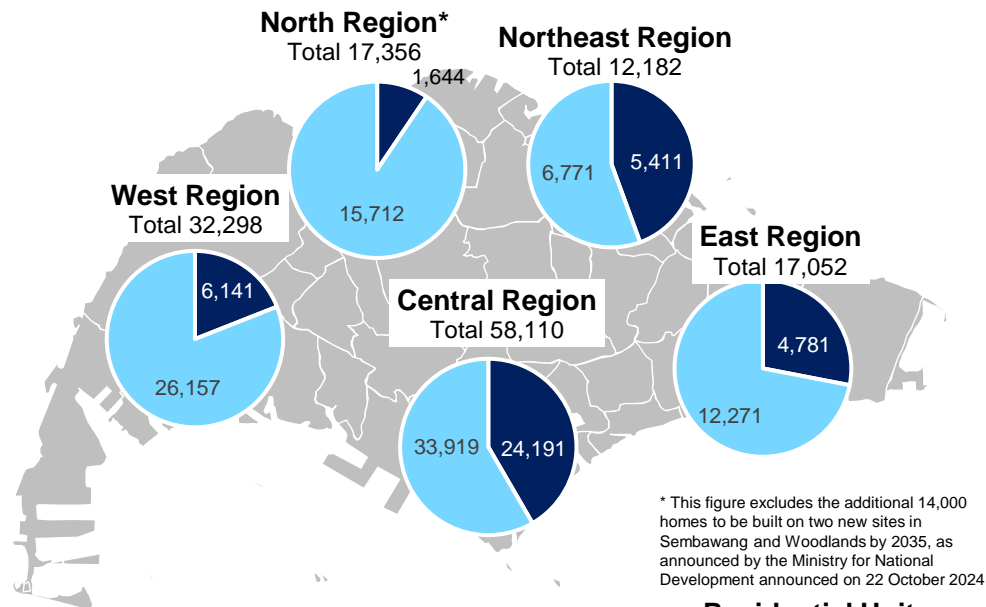 North Region*
Total 17,356
1,644
15,712
Northeast Region
Total 12,182
6,771
5,411
West Region
Total 32,298
6,141
26,157
East Region
Total 17,052
4,781
12,271
Central Region
Total 58,110
33,919
24,191
* This figure excludes the additional 14,000
homes to be built on two new sites in
Sembawang and Woodlands by 2035, as
announced by the Ministry for National
Development announced on 22 October 2024
Residential Unit